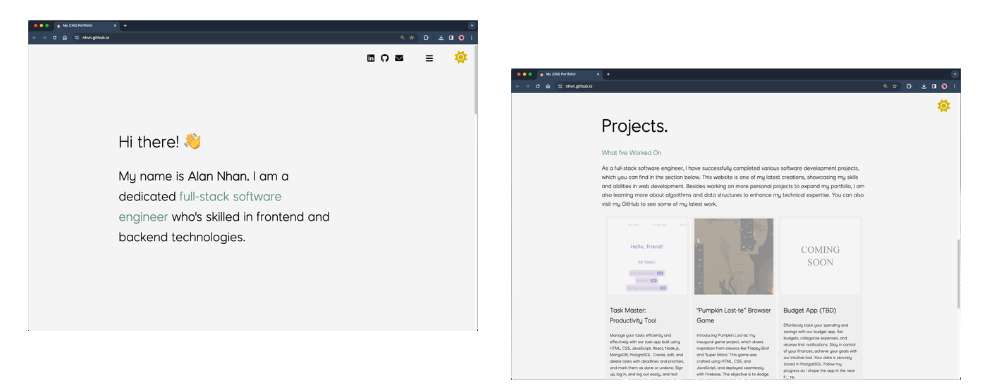 My (Old) Portfolio!
nhvn.github.io
Hi there! 👋
My name is Alan Nhan. I am a
dedicated full-stack software
engineer who's skilled in frontend and
backend technologies.
My (Old) Portfolio!
nhvn.github.io
Projects.
What I've Worked On
As a full-stack software engineer, I have successfully completed various software development projects,
which you can find in the section below. This website is one of my latest creations, showcasing my skills
and abilities in web development. Besides working on more personal projects to expand my portfolio, I am
also learning more about algorithms and data structures to enhance my technical expertise. You can also
visit my GitHub to see some of my latest work.
Hello, friend!
All Tasks
COMING
SOON
Task Master:
Productivity Tool
Manage your tasks efficiently and
effectively with our task app built using
HTML, CSS, JavaScript, React, Node.js,
MongoDB, PostgreSQL. Create, edit, and
delete tasks with deadlines and priorities,
and mark them as done or undone. Sign
up, log in, and log out easily, and rest
"Pumpkin Lost-te" Browser
Game
Introducing Pumpkin Lost-te, my
inaugural game project, which draws
inspiration from classics like Flappy Bird
and Super Mario! This game was
crafted using HTML, CSS, and
JavaScript, and deployed seamlessly
with Firebase. The objective is to dodge
Budget App (TBD)
Effortlessly track your spending and
savings with our budget app. Set
budgets, categorize expenses, and
receive bill notifications. Stay in control
of your finances, achieve your goals with
our intuitive tool. Your data is securely
stored in PostgreSQL. Follow my
progress as I shape the app in the near